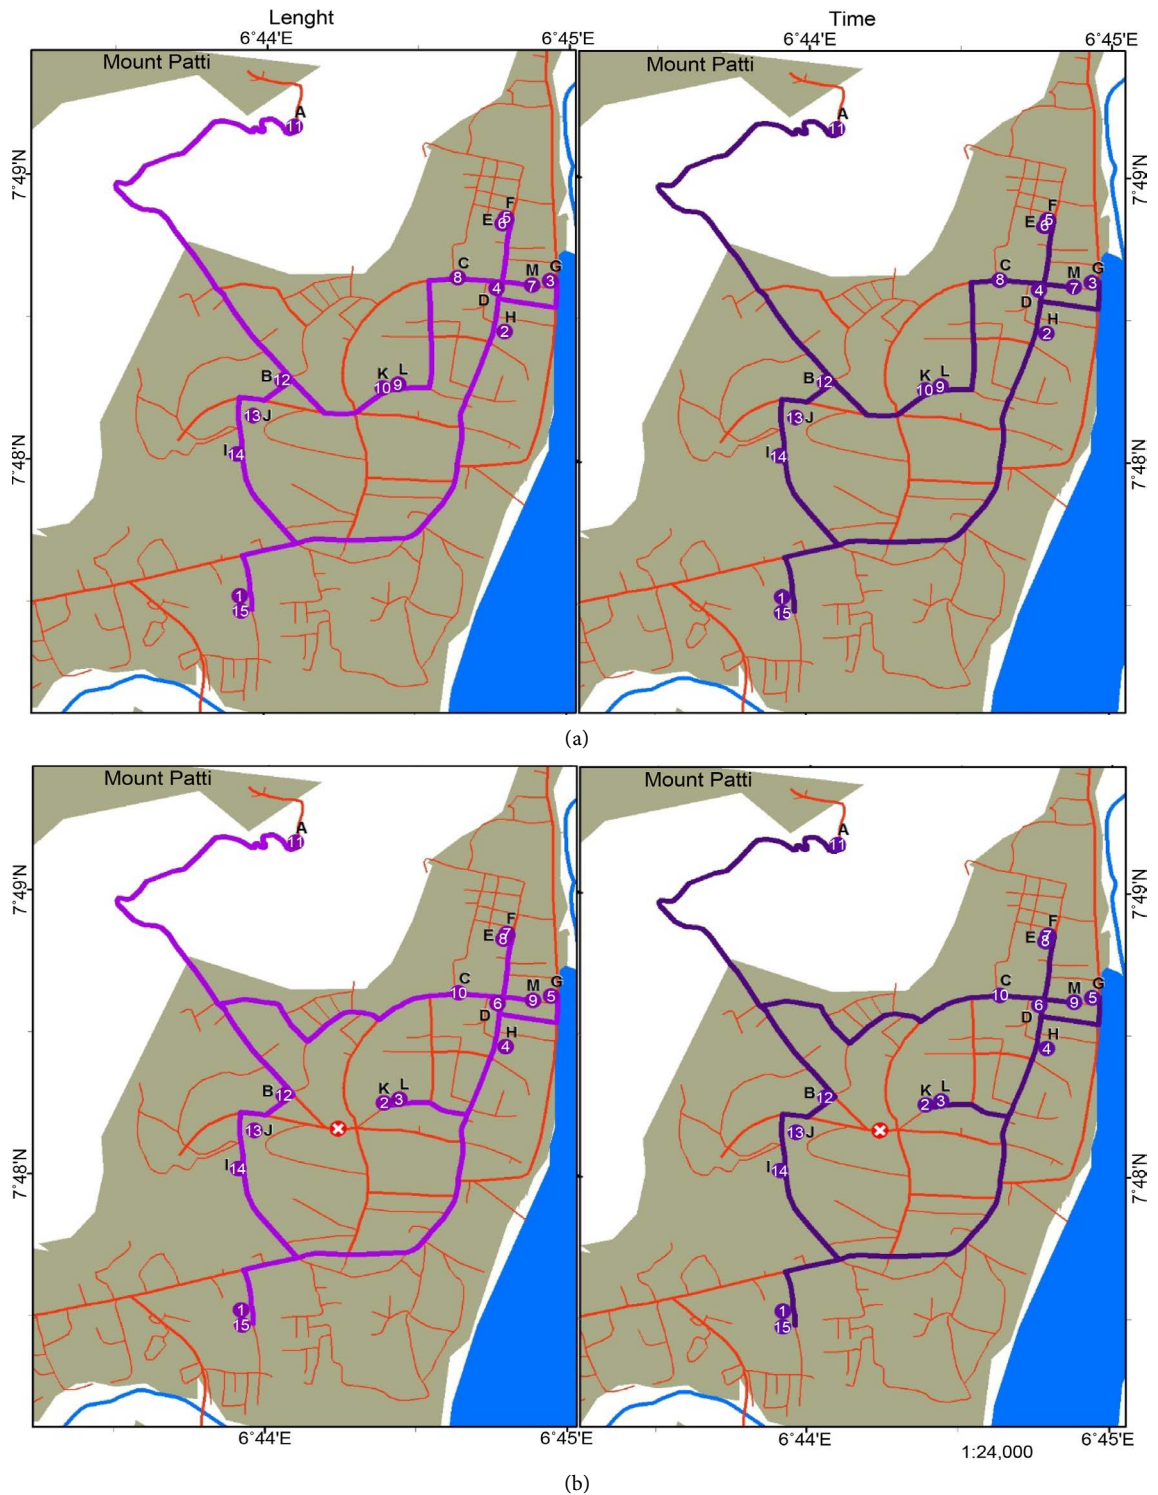 Lenght Time
6°44'E 6°45'E 6°44'E 6°45'E
Mount Patti Mount Patti
A A
11 11
7°49'N 7°49'N
F F
E 6 5 E 6 5
C M G C M G
8 7 3 8 7 3
D 4 D 4
H H
2 2
B 12 K L B 12 K L
10 9 10 9
13 J 13 J
I 14 I 14
7°48'N 7°48'N
1 1
15 15
(a)
Mount Patti Mount Patti
A A
11 11
7°49'N 7°49'N
F F
E 8 7 E 8 7
C M G C M G
10 9 5 10 9 5
D 6 D 6
H H
4 4
B 12 K L B 12 K L
2 3 2 3
13 J 13 J
I 14 I 14
7°48'N 7°48'N
1 1
15 15
6°44'E 6°45'E 6°44'E 6°45'E
1:24,000
(b)